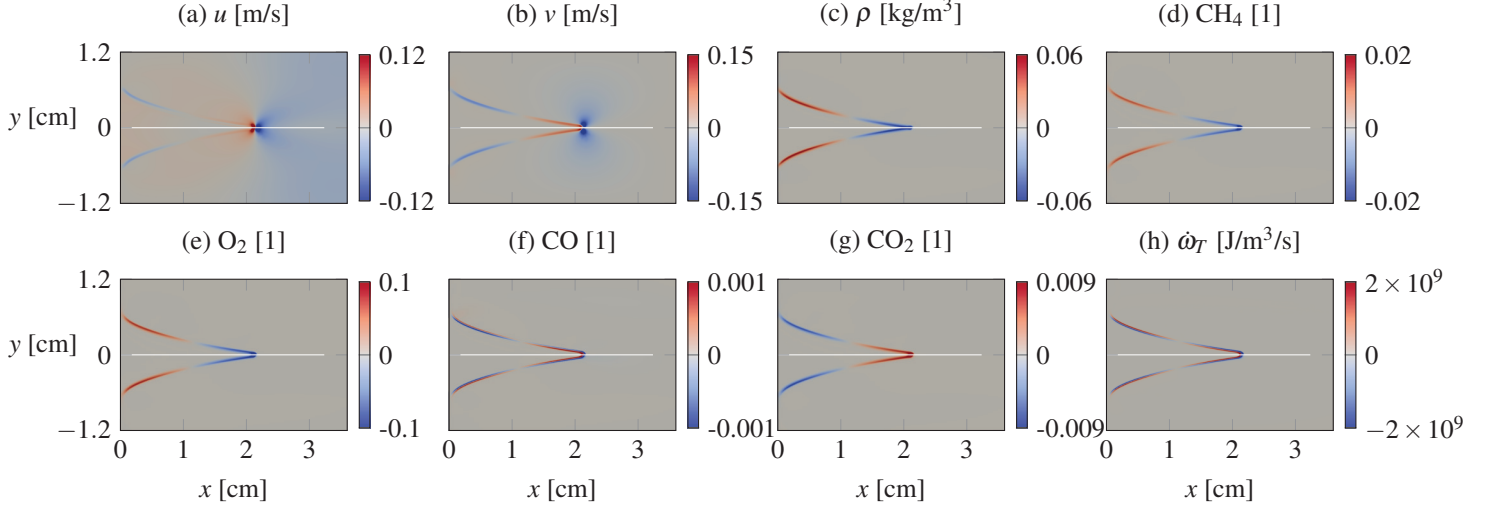 (a) u [m/s] (b) v [m/s] (c) ρ [kg/m³] (d) CH₄ [1]
1.2 0.12 0.15 0.06 0.02
y [cm] 0 0 0 0 0
−1.2 -0.12 -0.15 -0.06 -0.02
(e) O₂ [1] (f) CO [1] (g) CO₂ [1] (h) ω̇_T [J/m³/s]
1.2 0.1 0.001 0.009 2 × 10⁹
y [cm] 0 0 0 0 0
−1.2 -0.1 -0.001 -0.009 −2 × 10⁹
0 1 2 3 0 1 2 3 0 1 2 3 0 1 2 3
x [cm] x [cm] x [cm] x [cm]